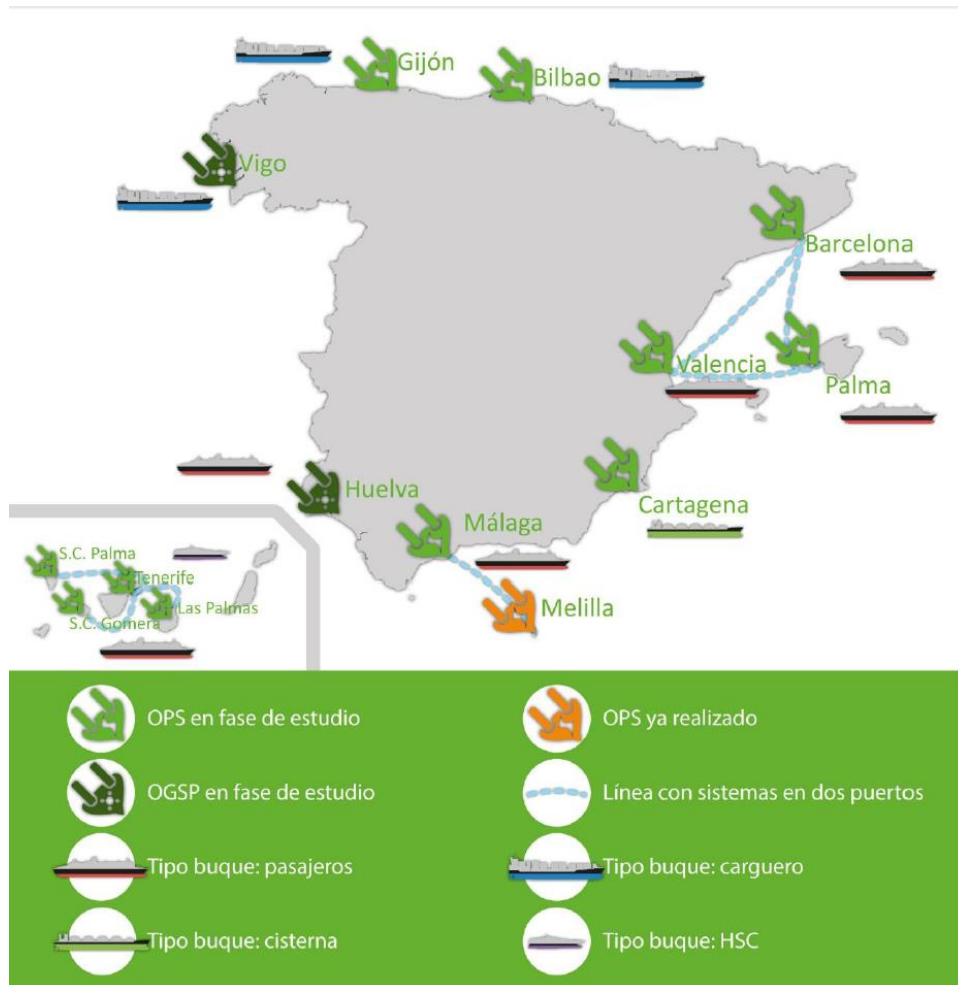 Gijón
Bilbao
Vigo
Barcelona
Valencia
Palma
Huelva
Cartagena
Málaga
Melilla
S.C. Palma
Tenerife
Las Palmas
S.C. Gomera
OPS en fase de estudio
OPS ya realizado
OGSP en fase de estudio
Línea con sistemas en dos puertos
Tipo buque: pasajeros
Tipo buque: carguero
Tipo buque: cisterna
Tipo buque: HSC